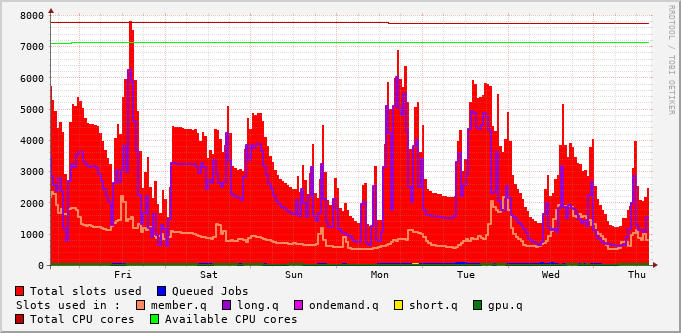 8000
7000
6000
5000
4000
3000
2000
1000
0
Fri Sat Sun Mon Tue Wed Thu
RRDTOOL / TOBI OETIKER
Total slots used Queued Jobs
Slots used in : member.q long.q ondemand.q short.q gpu.q
Total CPU cores Available CPU cores